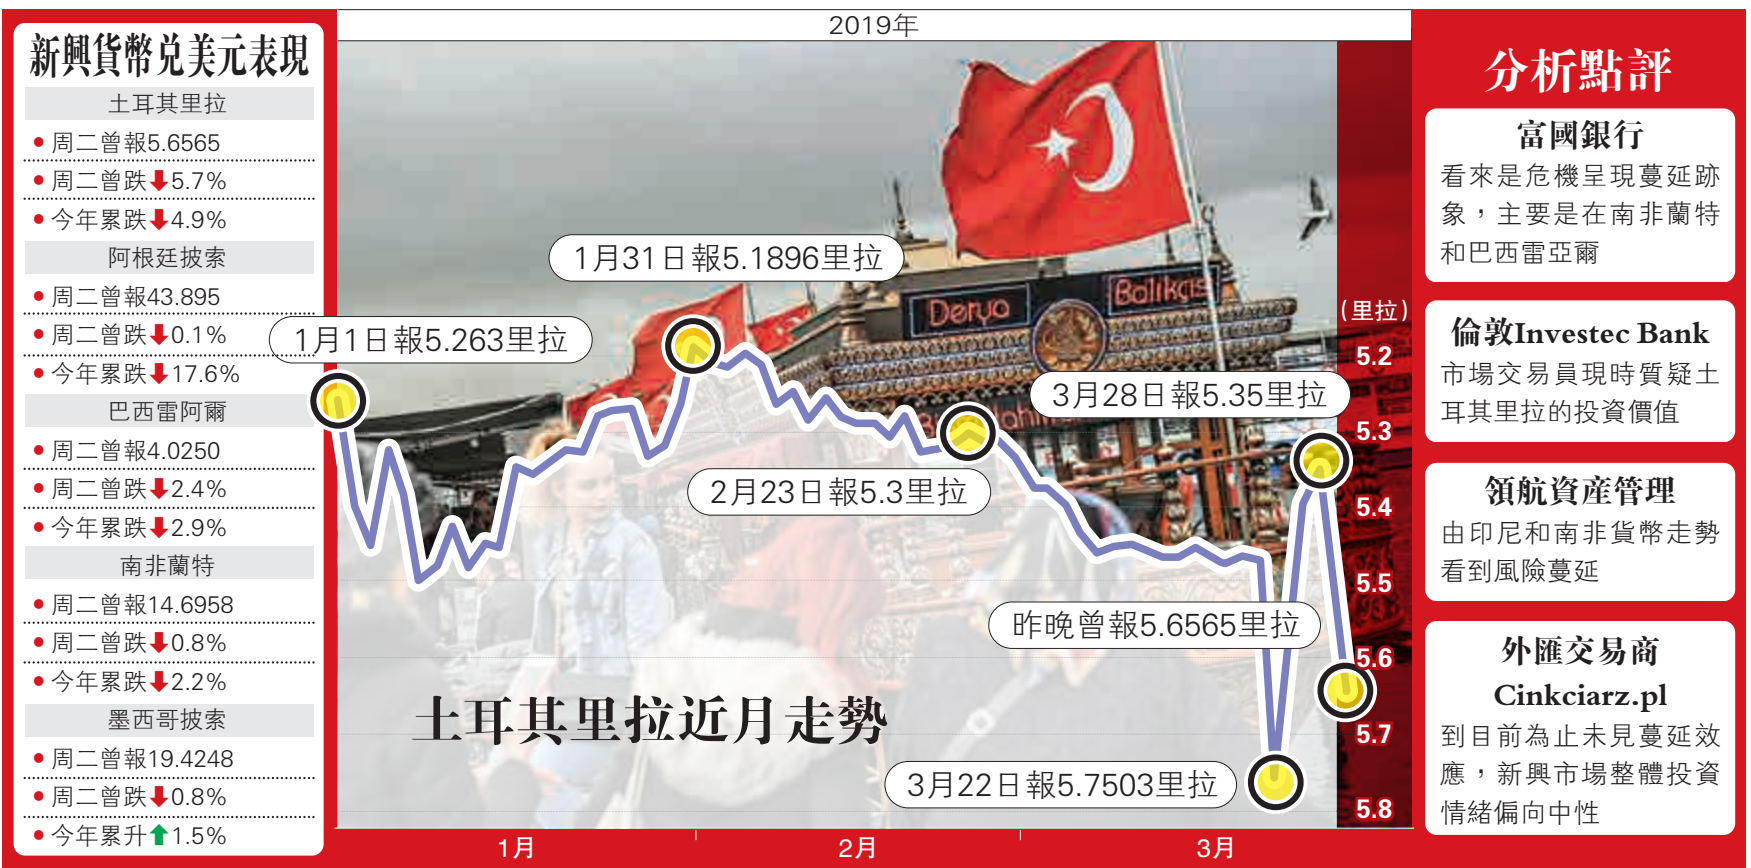 2019年
新興貨幣兑美元表現
土耳其里拉
• 周二曾報5.6565
• 周二曾跌⬇5.7%
• 今年累跌⬇4.9%
阿根廷披索
• 周二曾報43.895
• 周二曾跌⬇0.1%
• 今年累跌⬇17.6%
巴西雷阿爾
• 周二曾報4.0250
• 周二曾跌⬇2.4%
• 今年累跌⬇2.9%
南非蘭特
• 周二曾報14.6958
• 周二曾跌⬇0.8%
• 今年累跌⬇2.2%
墨西哥披索
• 周二曾報19.4248
• 周二曾跌⬇0.8%
• 今年累升⬆1.5%
1月31日報5.1896里拉
1月1日報5.263里拉
Derya
Balıkçıs
3月28日報5.35里拉
2月23日報5.3里拉
昨晚曾報5.6565里拉
土耳其里拉近月走勢
3月22日報5.7503里拉
(里拉)
5.2
5.3
5.4
5.5
5.6
5.7
5.8
1月
2月
3月
分析點評
富國銀行
看來是危機呈現蔓延跡
象，主要是在南非蘭特
和巴西雷亞爾
倫敦Investec Bank
市場交易員現時質疑土
耳其里拉的投資價值
領航資產管理
由印尼和南非貨幣走勢
看到風險蔓延
外匯交易商
Cinkciarz.pl
到目前為止未見蔓延效
應，新興市場整體投資
情緒偏向中性